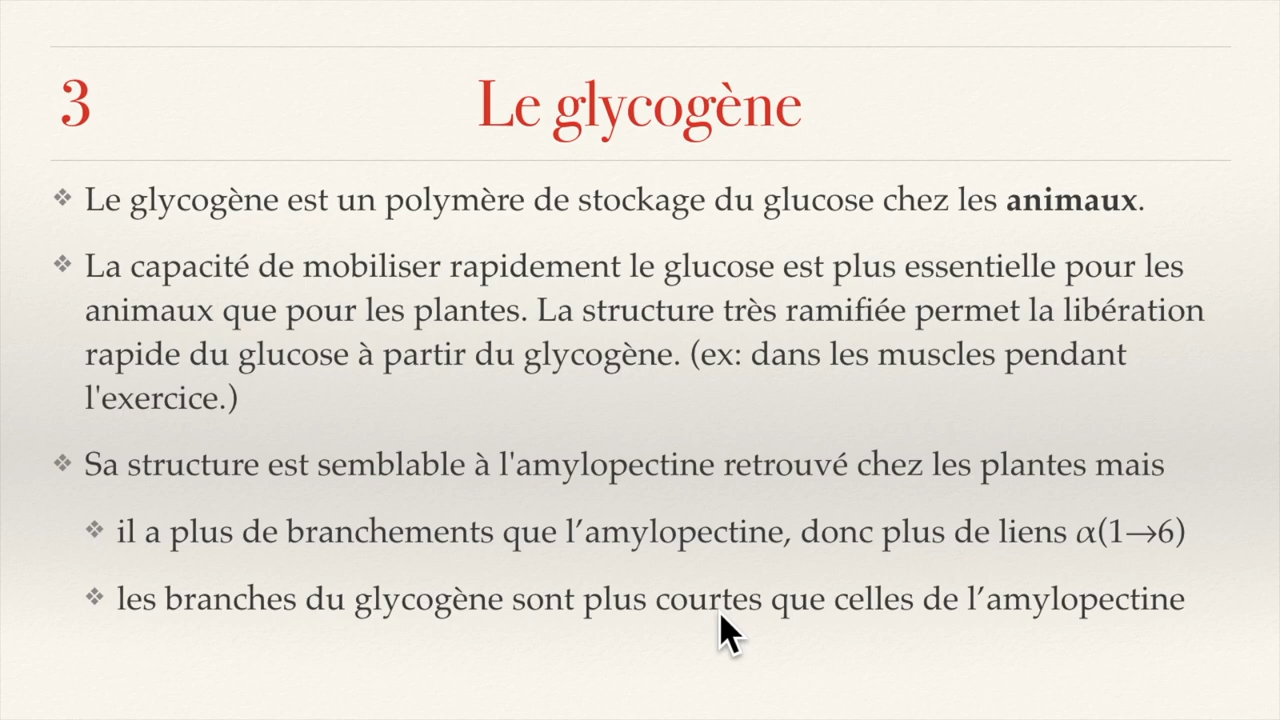 3
Le glycogène
❖ Le glycogène est un polymère de stockage du glucose chez les animaux.
❖ La capacité de mobiliser rapidement le glucose est plus essentielle pour les
animaux que pour les plantes. La structure très ramifiée permet la libération
rapide du glucose à partir du glycogène. (ex: dans les muscles pendant
l'exercice.)
❖ Sa structure est semblable à l'amylopectine retrouvé chez les plantes mais
❖ il a plus de branchements que l’amylopectine, donc plus de liens α(1→6)
❖ les branches du glycogène sont plus courtes que celles de l’amylopectine